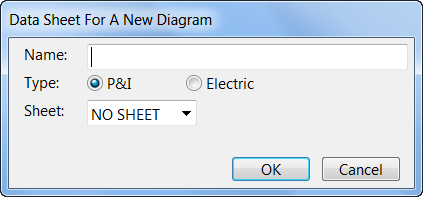 Data Sheet For A New Diagram
Name:
Type: P&I Electric
Sheet: NO SHEET
OK Cancel